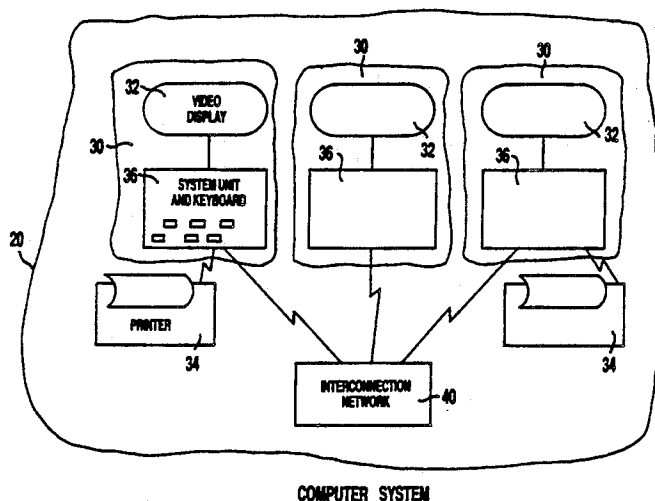 30
30
32
VIDEO
DISPLAY
30
32
32
36
SYSTEM UNIT
AND KEYBOARD
36
36
20
PRINTER
34
34
INTERCONNECTION
NETWORK
40
COMPUTER SYSTEM